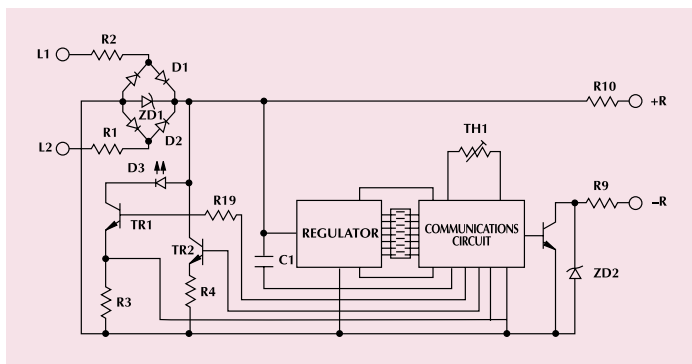 R2
L1
D1
R10
+R
ZD1
TH1
R1
D2
L2
D3
R9
R19
−R
REGULATOR
COMMUNICATIONS
CIRCUIT
TR1
TR2
C1
ZD2
R3
R4